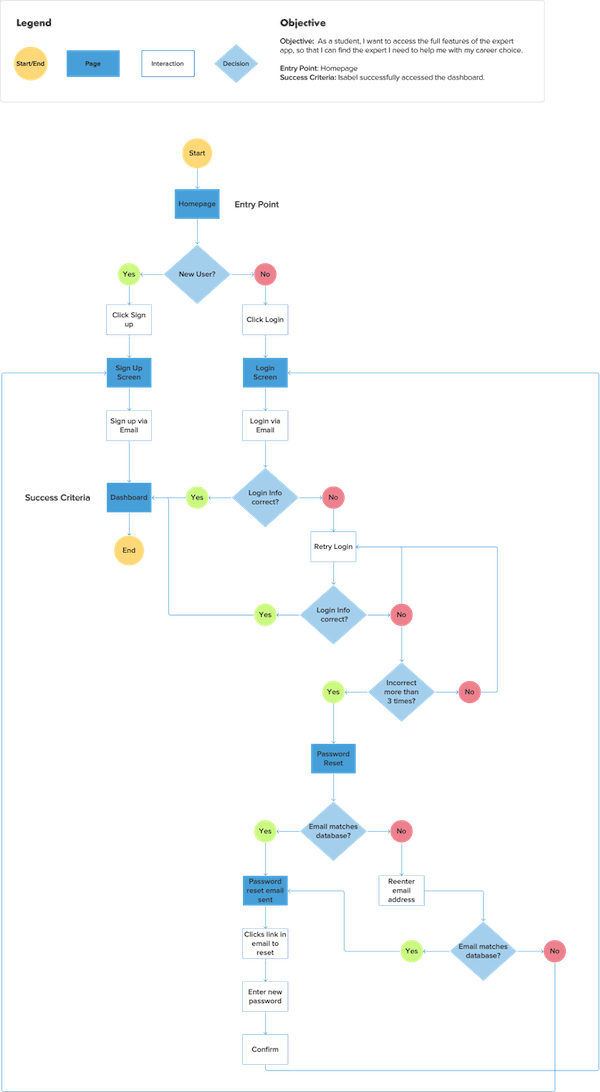 Legend
Start/End
Page
Interaction
Decision
Objective
Objective: As a student, I want to access the full features of the expert
app, so that I can find the expert I need to help me with my career choice.
Entry Point: Homepage
Success Criteria: Isabel successfully accessed the dashboard.
Start
Homepage
Entry Point
New User?
Yes
No
Click Sign
up
Click Login
Sign Up
Screen
Login
Screen
Sign up via
Email
Login via
Email
Success Criteria
Dashboard
Yes
Login Info
correct?
No
End
Retry Login
Yes
Login Info
correct?
No
Yes
Incorrect
more than
3 times?
No
Password
Reset
Yes
Email matches
database?
No
Password
reset email
sent
Reenter
email
address
Clicks link in
email to
reset
Yes
Email matches
database?
No
Enter new
password
Confirm